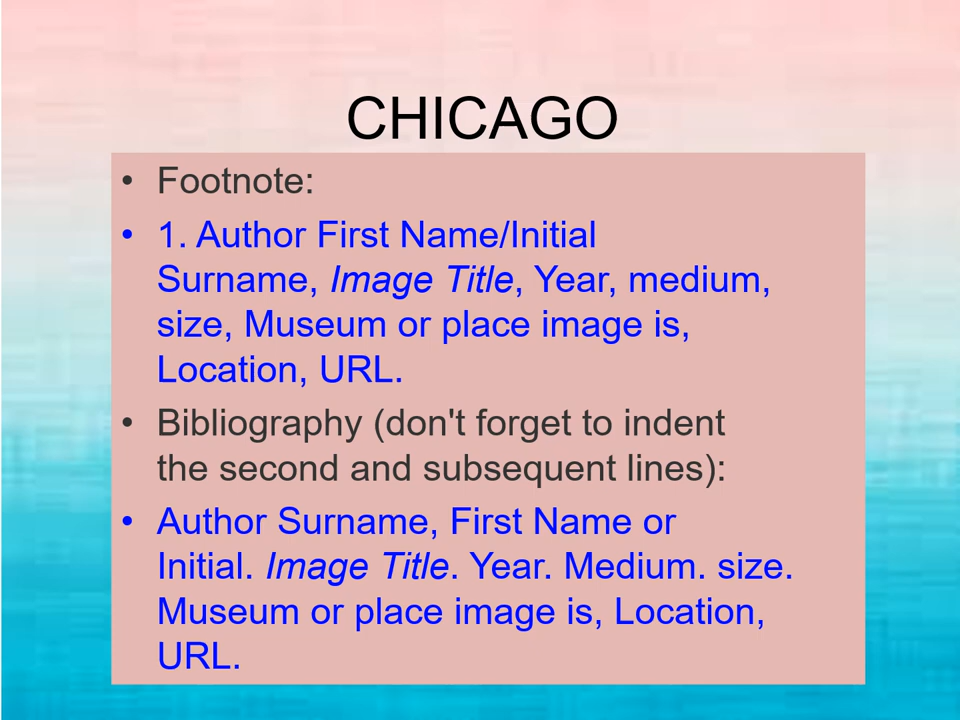 CHICAGO
• Footnote:
• 1. Author First Name/Initial
Surname, Image Title, Year, medium,
size, Museum or place image is,
Location, URL.
• Bibliography (don't forget to indent
the second and subsequent lines):
• Author Surname, First Name or
Initial. Image Title. Year. Medium. size.
Museum or place image is, Location,
URL.